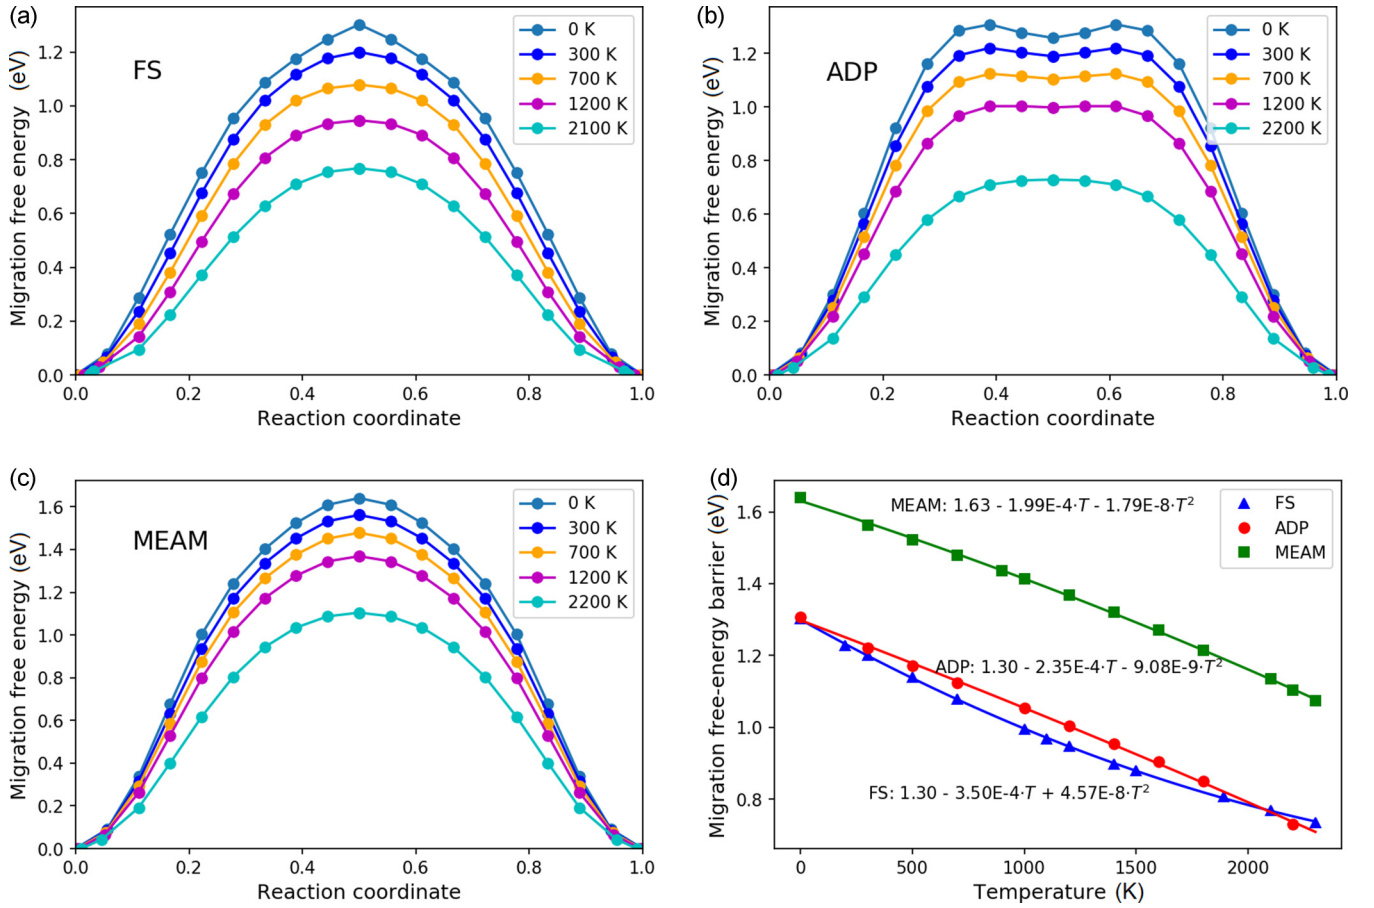 (a)
FS
0 K
300 K
700 K
1200 K
2100 K
Migration free energy (eV)
1.2
1.0
0.8
0.6
0.4
0.2
0.0
0.0 0.2 0.4 0.6 0.8 1.0
Reaction coordinate
(b)
ADP
0 K
300 K
700 K
1200 K
2200 K
Migration free energy (eV)
1.2
1.0
0.8
0.6
0.4
0.2
0.0
0.0 0.2 0.4 0.6 0.8 1.0
Reaction coordinate
(c)
MEAM
0 K
300 K
700 K
1200 K
2200 K
Migration free energy (eV)
1.6
1.4
1.2
1.0
0.8
0.6
0.4
0.2
0.0
0.0 0.2 0.4 0.6 0.8 1.0
Reaction coordinate
(d)
MEAM: 1.63 - 1.99E-4·T - 1.79E-8·T²
FS
ADP
MEAM
ADP: 1.30 - 2.35E-4·T - 9.08E-9·T²
FS: 1.30 - 3.50E-4·T + 4.57E-8·T²
Migration free-energy barrier (eV)
1.6
1.4
1.2
1.0
0.8
0 500 1000 1500 2000
Temperature (K)